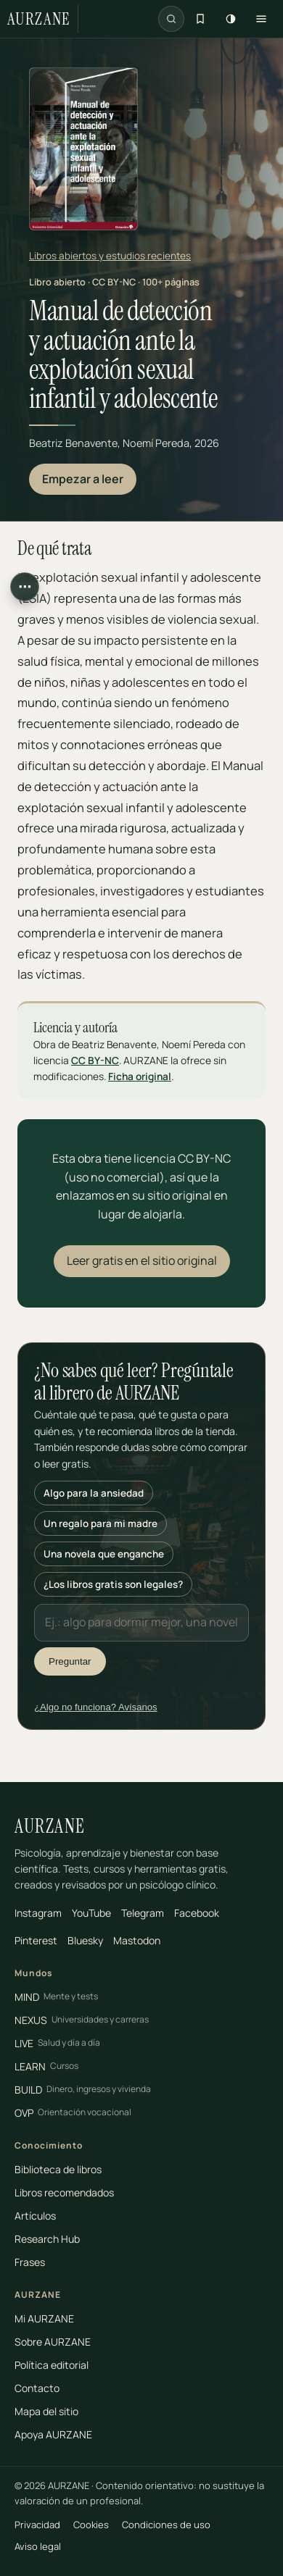 AURZANE
Beatriz Benavente, Noemí Pereda
Manual de
detección y
actuación
ante la
explotación
sexual
infantil y
adolescente
Libros abiertos y estudios recientes
Libro abierto · CC BY-NC · 100+ páginas
Manual de detección
y actuación ante la
explotación sexual
infantil y adolescente
Beatriz Benavente, Noemí Pereda, 2026
Empezar a leer
De qué trata
explotación sexual infantil y adolescente
representa una de las formas más
graves y menos visibles de violencia sexual.
A pesar de su impacto persistente en la
salud física, mental y emocional de millones
de niños, niñas y adolescentes en todo el
mundo, continúa siendo un fenómeno
frecuentemente silenciado, rodeado de
mitos y connotaciones erróneas que
dificultan su detección y abordaje. El Manual
de detección y actuación ante la
explotación sexual infantil y adolescente
ofrece una mirada rigurosa, actualizada y
profundamente humana sobre esta
problemática, proporcionando a
profesionales, investigadores y estudiantes
una herramienta esencial para
comprenderla e intervenir de manera
eficaz y respetuosa con los derechos de
las víctimas.
Licencia y autoría
Obra de Beatriz Benavente, Noemí Pereda con
licencia CC BY-NC. AURZANE la ofrece sin
modificaciones. Ficha original.
Esta obra tiene licencia CC BY-NC
(uso no comercial), así que la
enlazamos en su sitio original en
lugar de alojarla.
Leer gratis en el sitio original
¿No sabes qué leer? Pregúntale
al librero de AURZANE
Cuéntale qué te pasa, qué te gusta o para
quién es, y te recomienda libros de la tienda.
También responde dudas sobre cómo comprar
o leer gratis.
Algo para la ansiedad
Un regalo para mi madre
Una novela que enganche
¿Los libros gratis son legales?
Ej.: algo para dormir mejor, una novel
Preguntar
¿Algo no funciona? Avísanos
AURZANE
Psicología, aprendizaje y bienestar con base
científica. Tests, cursos y herramientas gratis,
creados y revisados por un psicólogo clínico.
Instagram YouTube Telegram Facebook
Pinterest Bluesky Mastodon
Mundos
MIND Mente y tests
NEXUS Universidades y carreras
LIVE Salud y día a día
LEARN Cursos
BUILD Dinero, ingresos y vivienda
OVP Orientación vocacional
Conocimiento
Biblioteca de libros
Libros recomendados
Artículos
Research Hub
Frases
AURZANE
Mi AURZANE
Sobre AURZANE
Política editorial
Contacto
Mapa del sitio
Apoya AURZANE
© 2026 AURZANE · Contenido orientativo: no sustituye la
valoración de un profesional.
Privacidad Cookies Condiciones de uso
Aviso legal